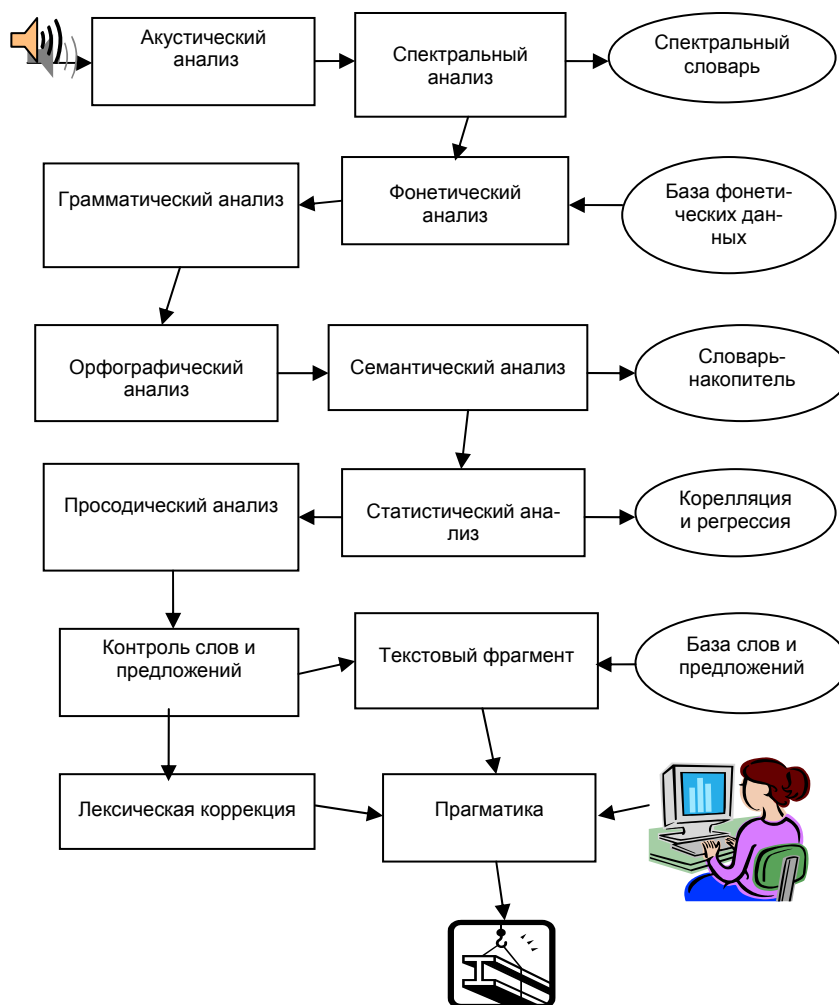 Акустический
анализ
Спектральный
анализ
Спектральный
словарь
Грамматический анализ
Фонетический
анализ
База фонети-
ческих дан-
ных
Орфографический
анализ
Семантический анализ
Словарь-
накопитель
Просодический анализ
Статистический ана-
лиз
Корелляция
и регрессия
Контроль слов и
предложений
Текстовый фрагмент
База слов и
предложений
Лексическая коррекция
Прагматика